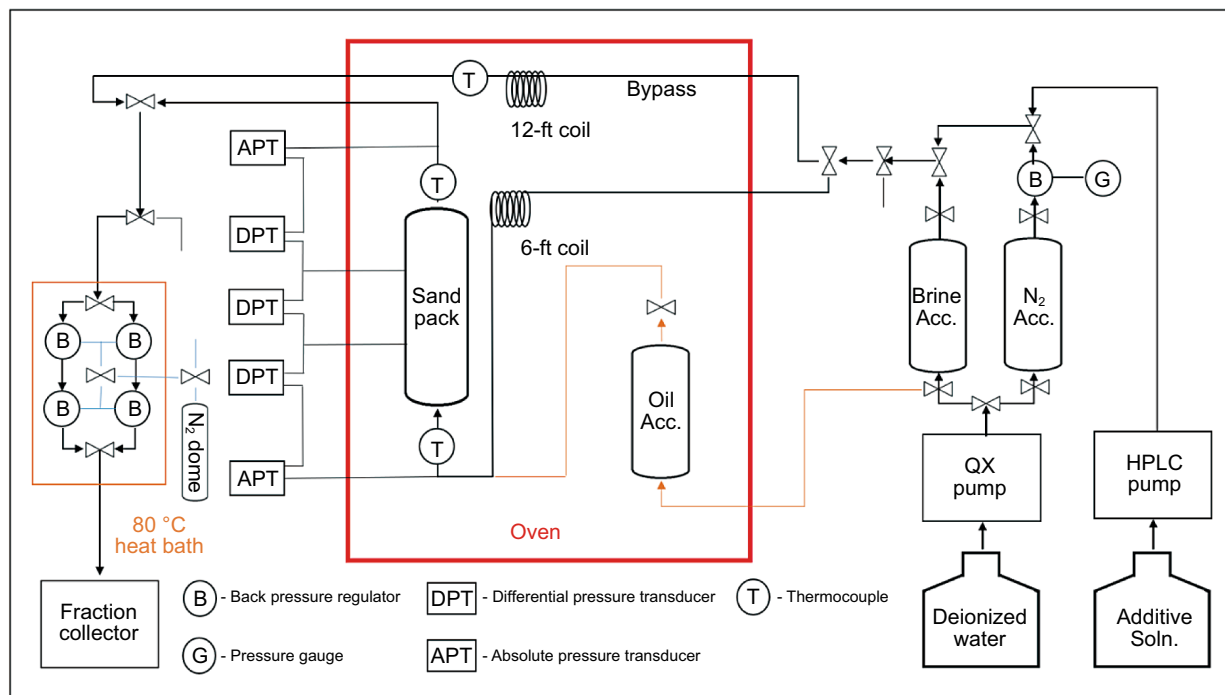 T
Bypass
12-ft coil
APT
T
B
G
6-ft coil
DPT
Sand
pack
Brine
Acc.
N₂
Acc.
DPT
B
B
DPT
Oil
Acc.
B
B
N₂ dome
T
APT
QX
pump
HPLC
pump
80 °C
heat bath
Oven
Fraction
collector
B - Back pressure regulator
DPT - Differential pressure transducer
T - Thermocouple
G - Pressure gauge
APT - Absolute pressure transducer
Deionized
water
Additive
Soln.